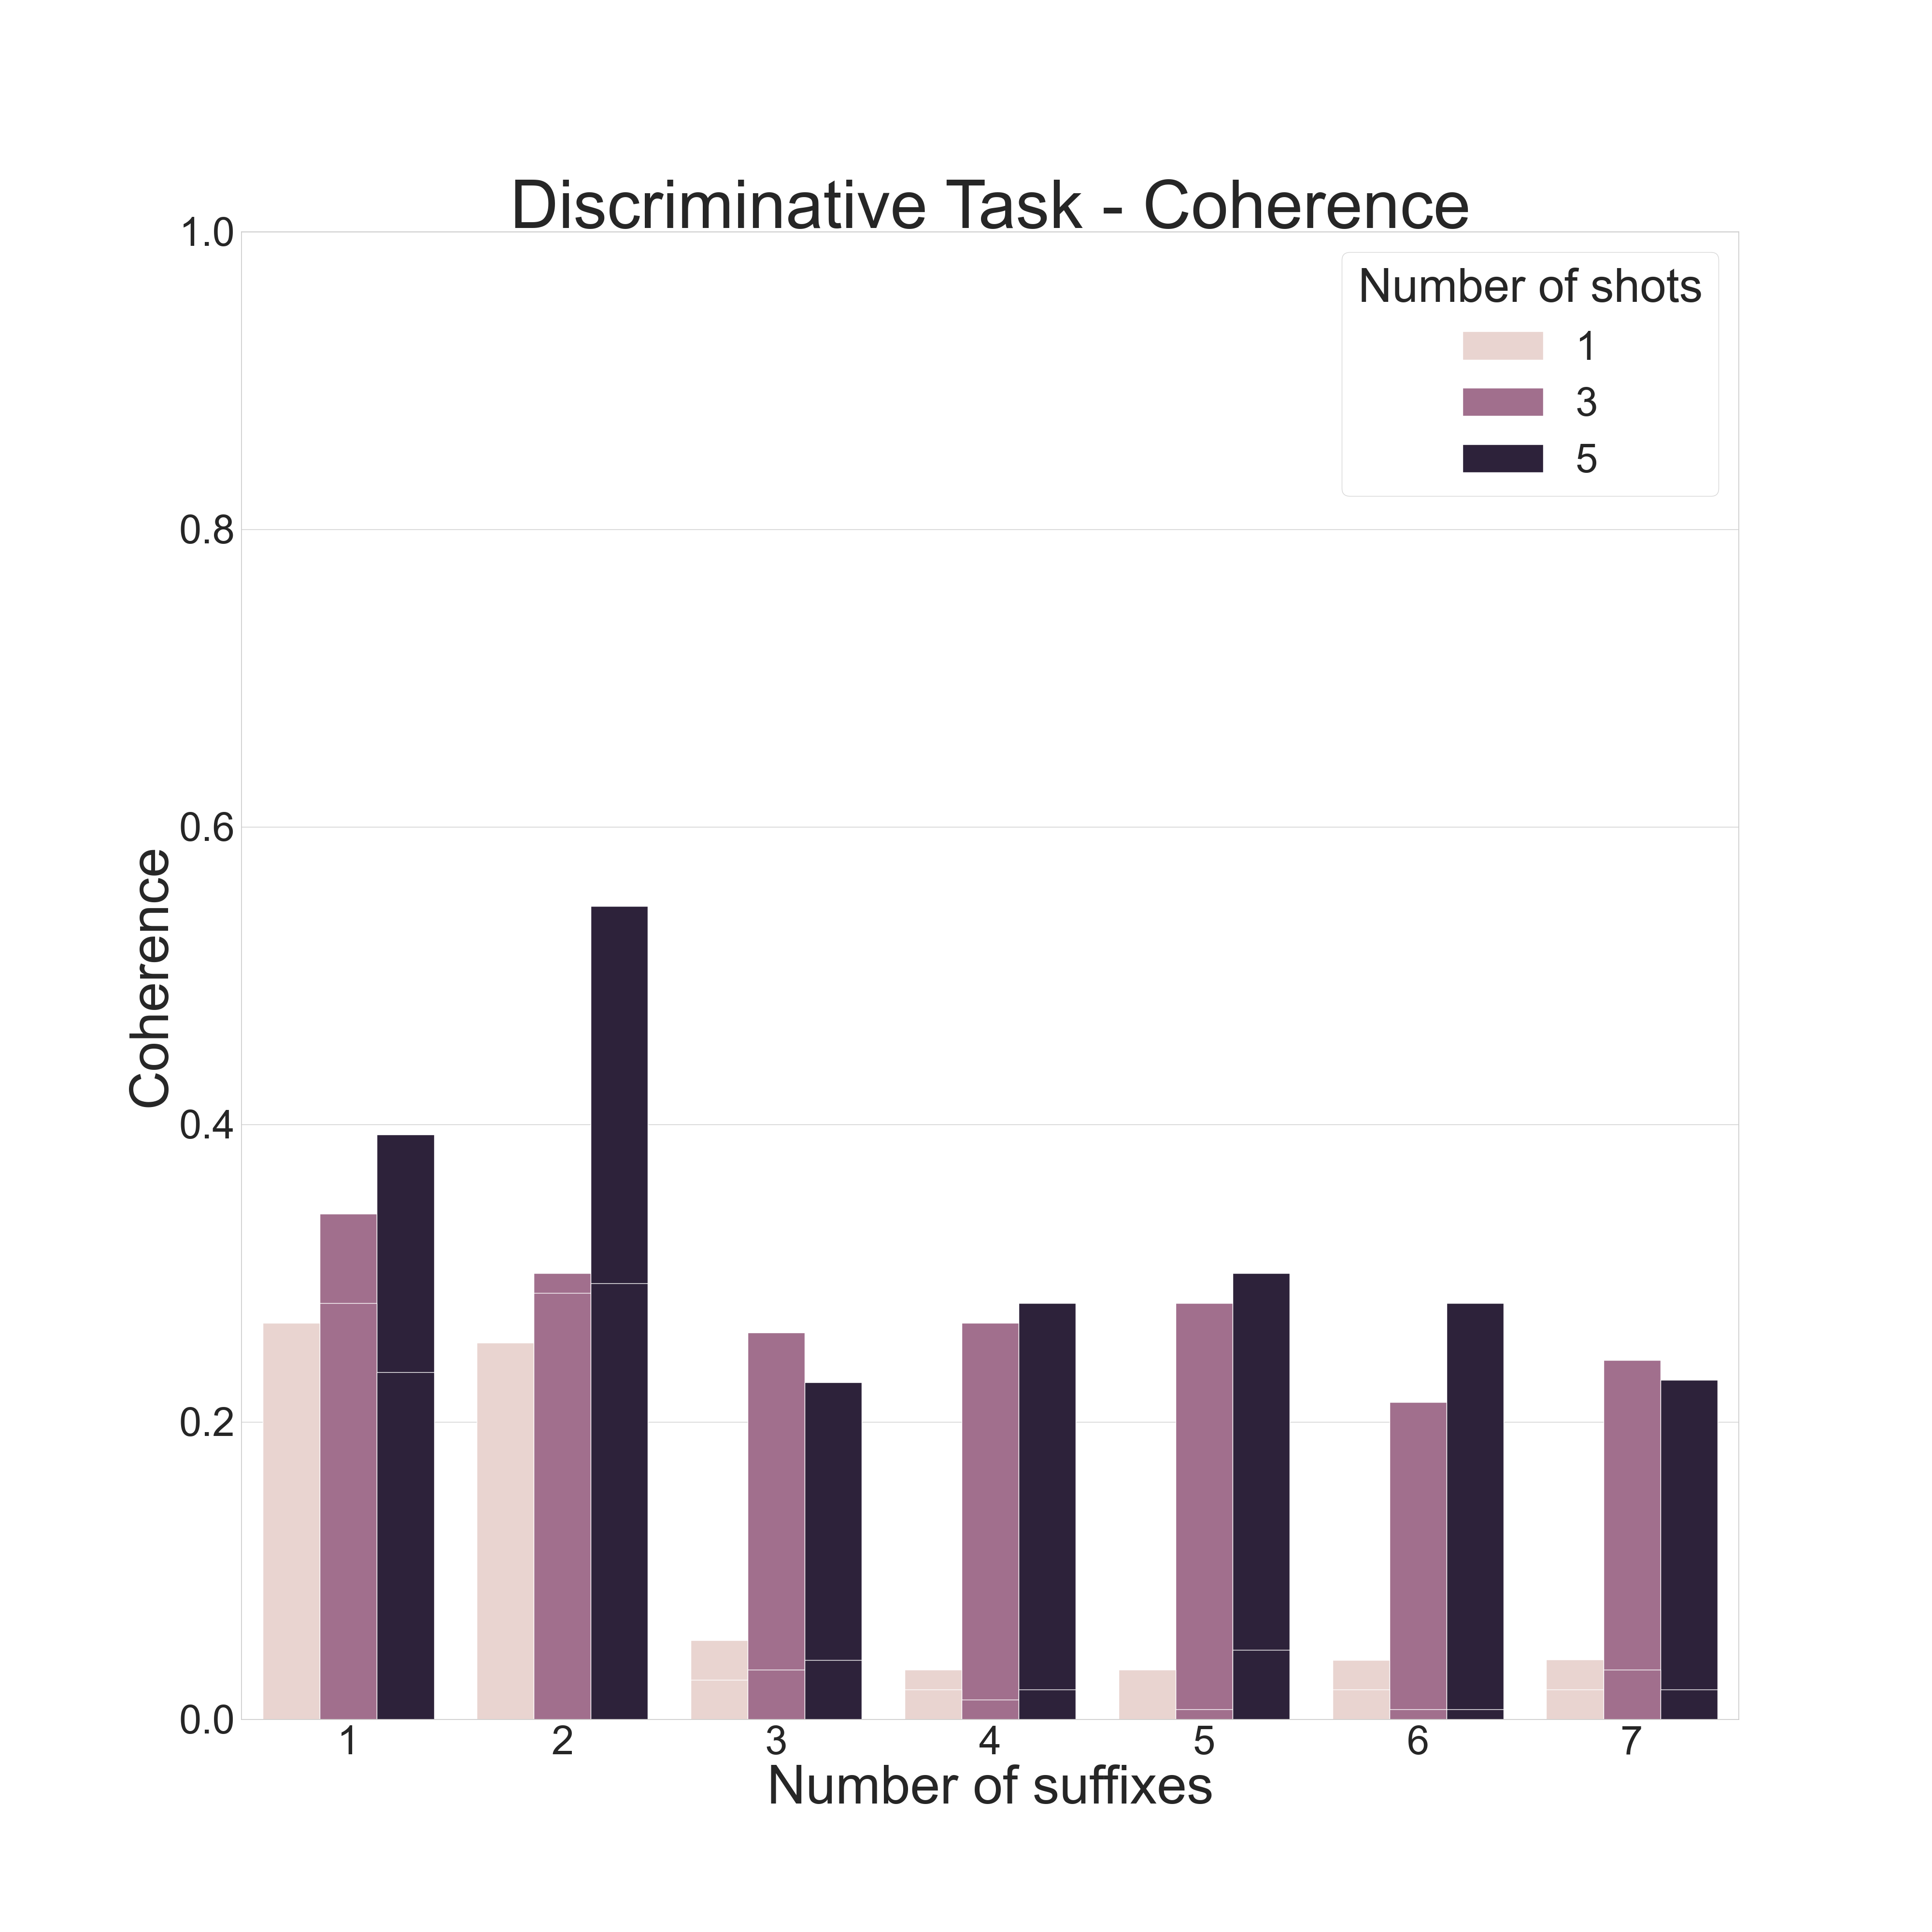 Discriminative Task - Coherence
1.0
0.8
0.6
0.4
0.2
0.0
Coherence
Number of shots
1
3
5
1 2 3 4 5 6 7
Number of suffixes